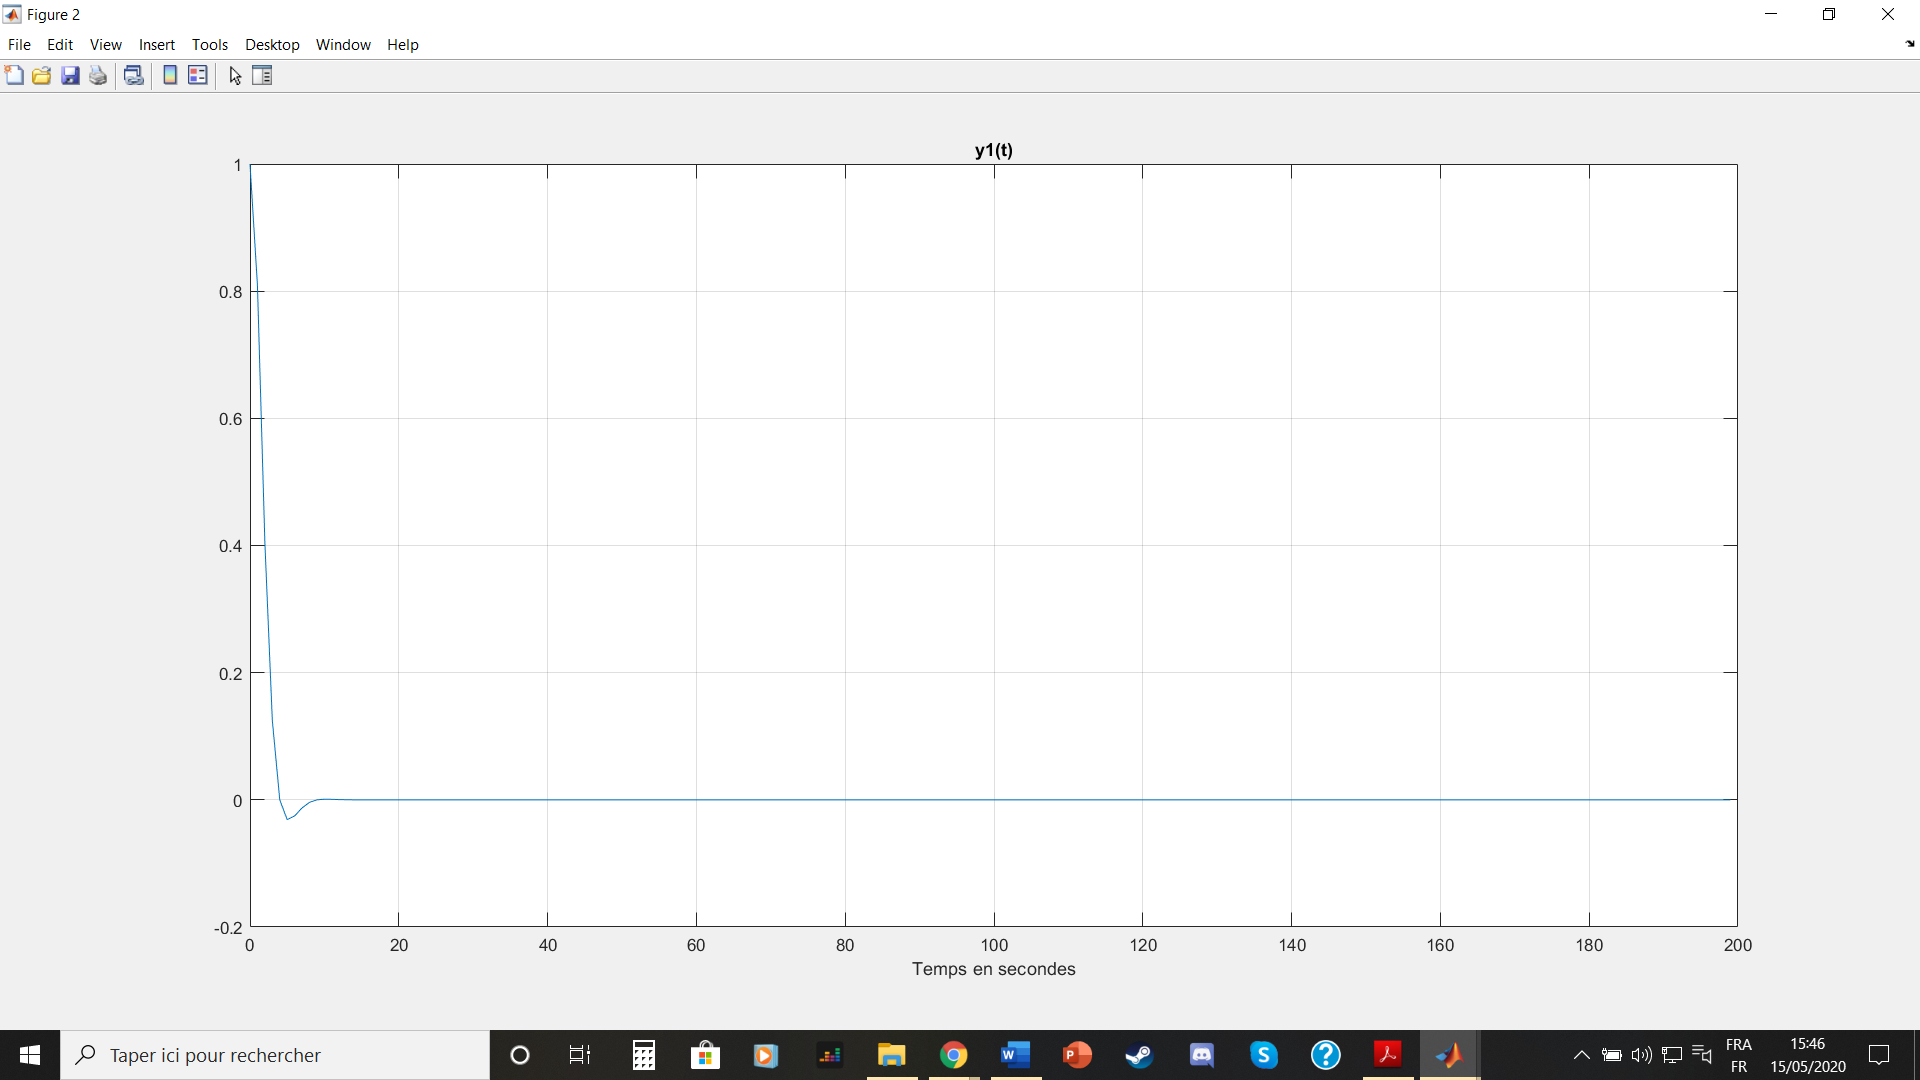 Figure 2
File Edit View Insert Tools Desktop Window Help
y1(t)
1
0.8
0.6
0.4
0.2
0
-0.2
0 20 40 60 80 100 120 140 160 180 200
Temps en secondes
Taper ici pour rechercher
W
P
S
?
FRA
FR
15:46
15/05/2020